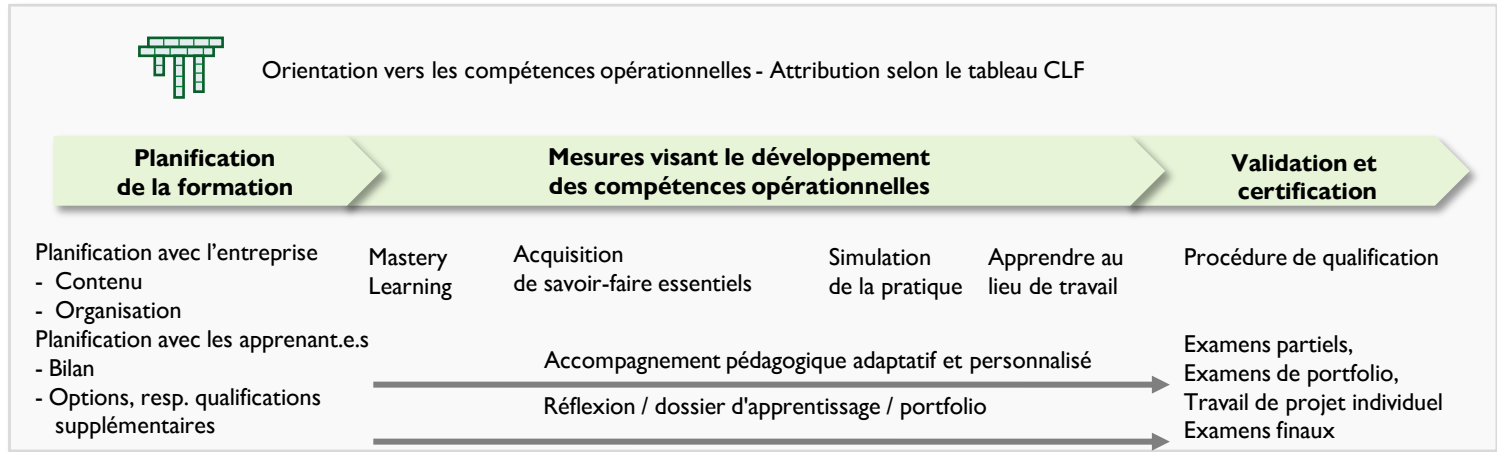 Orientation vers les compétences opérationnelles - Attribution selon le tableau CLF
Planification
de la formation
Mesures visant le développement
des compétences opérationnelles
Validation et
certification
Planification avec l'entreprise
- Contenu
- Organisation
Planification avec les apprenant.e.s
- Bilan
- Options, resp. qualifications
supplémentaires
Mastery
Learning
Acquisition
de savoir-faire essentiels
Simulation
de la pratique
Apprendre au
lieu de travail
Accompagnement pédagogique adaptatif et personnalisé
Réflexion / dossier d'apprentissage / portfolio
Procédure de qualification
Examens partiels,
Examens de portfolio,
Travail de projet individuel
Examens finaux